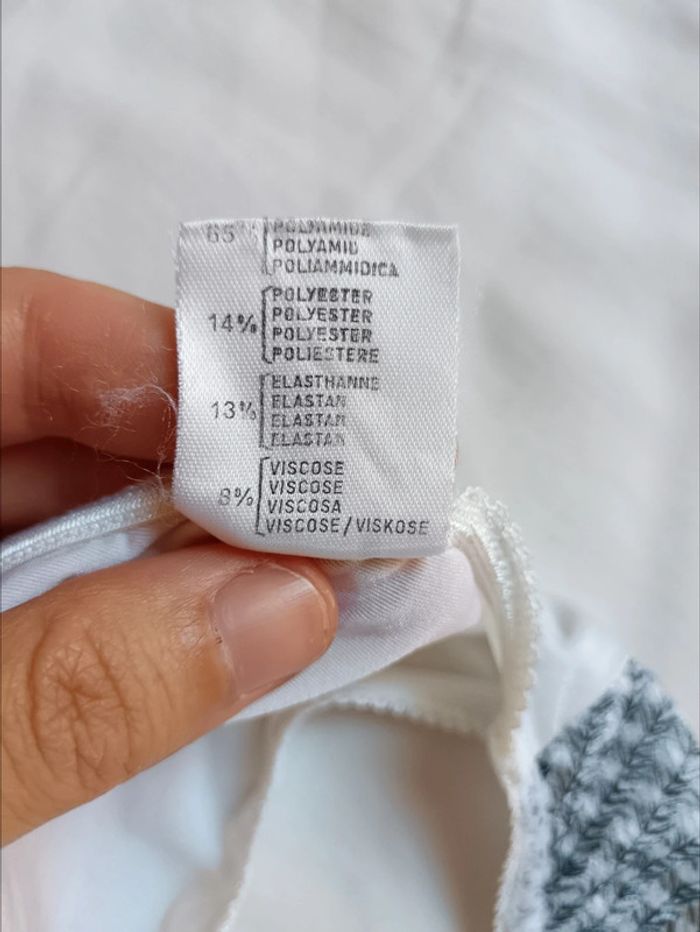 65% POLYAMIDE
POLYAMID
POLIAMMIDICA
POLYESTER
14% POLYESTER
POLYESTER
POLIESTERE
ELASTHANNE
13% ELASTAN
ELASTAN
ELASTAN
VISCOSE
VISCOSE
8% VISCOSA
VISCOSE/VISKOSE